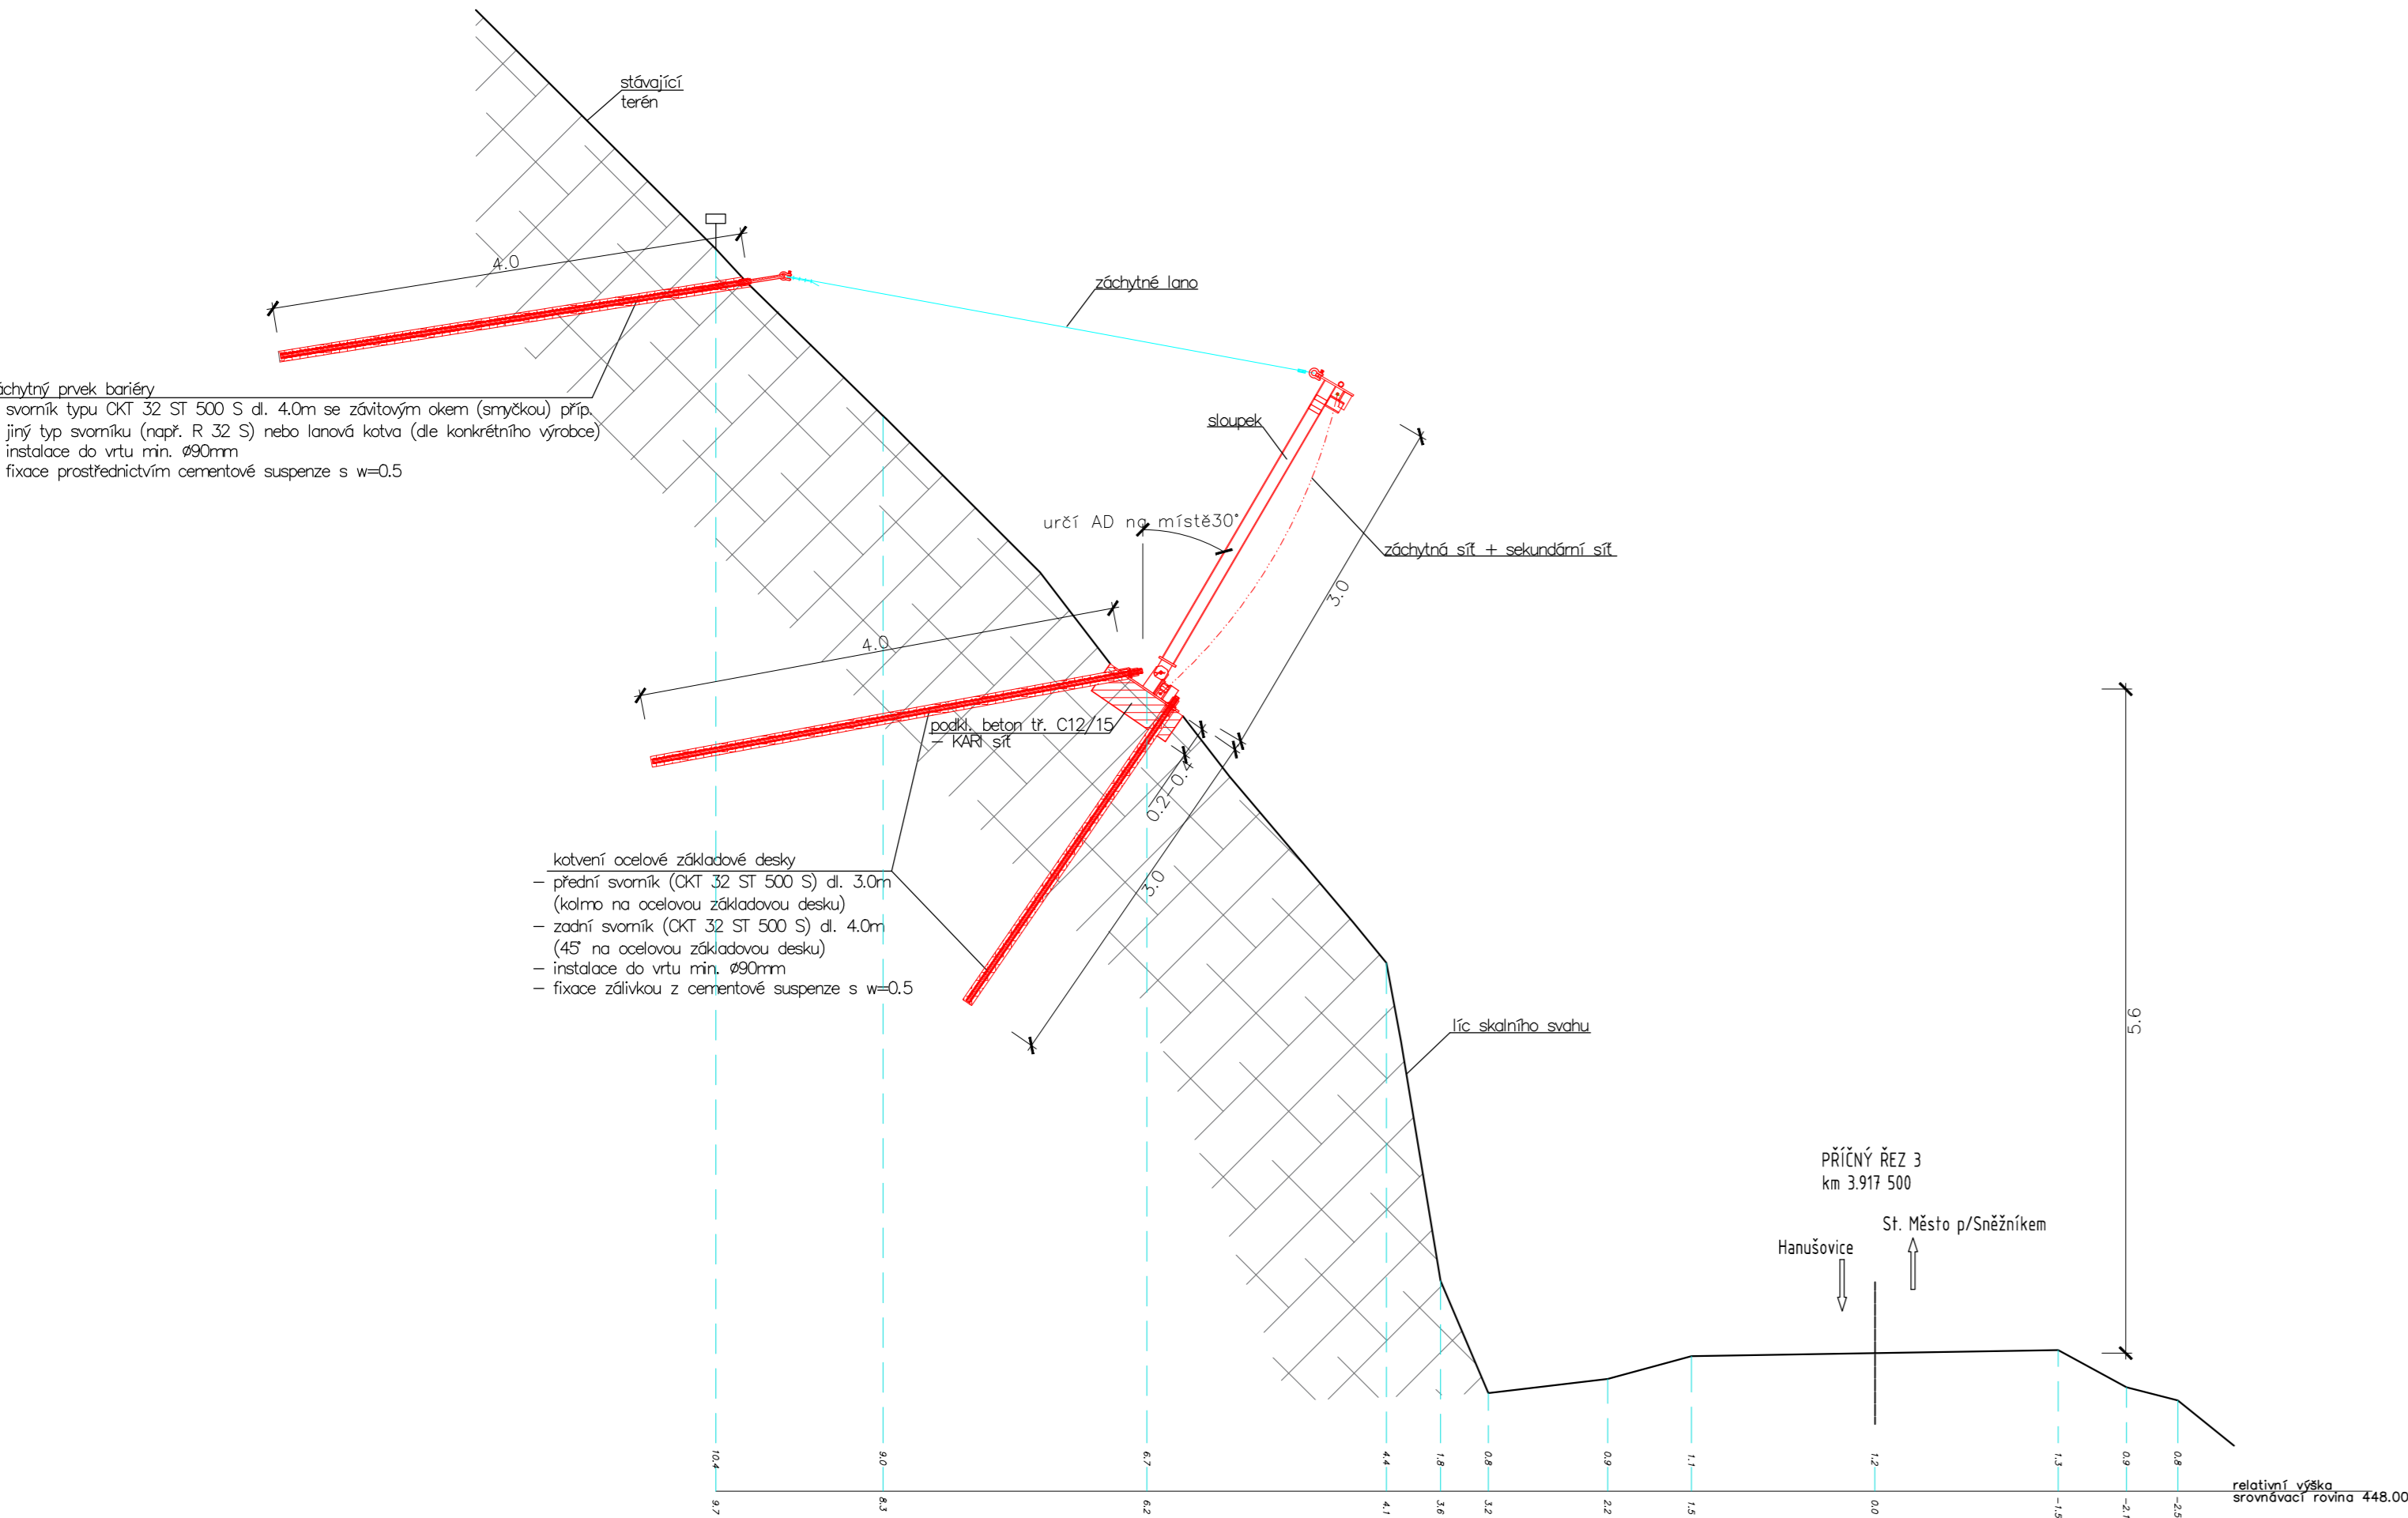 stávající
terén
4.0
záchytné lano
áchytný prvek bariéry
svorník typu CKT 32 ST 500 S dl. 4.0m se závitovým okem (smyčkou) příp.
jiný typ svorníku (např. R 32 S) nebo lanová kotva (dle konkrétního výrobce)
instalace do vrtu min. Ø90mm
fixace prostřednictvím cementové suspenze s w=0.5
sloupek
určí AD na místě30°
záchytná síť + sekundární síť
3.0
4.0
podkl. beton tř. C12/15
– KARI síť
0.2–0.4
3.0
kotvení ocelové základové desky
– přední svorník (CKT 32 ST 500 S) dl. 3.0m
(kolmo na ocelovou základovou desku)
– zadní svorník (CKT 32 ST 500 S) dl. 4.0m
(45° na ocelovou základovou desku)
– instalace do vrtu min. Ø90mm
– fixace zálivkou z cementové suspenze s w=0.5
líc skalního svahu
5.6
PŘÍČNÝ ŘEZ 3
km 3.917 500
St. Město p/Sněžníkem
Hanušovice
10.4 9.0 6.7 4.4 1.8 0.8 0.9 1.1 1.2 1.3 0.9 0.8
relativní výška
srovnávací rovina 448.00
9.7 8.3 6.2 4.1 3.6 3.2 2.2 1.5 0.0 –1.5 –2.1 –2.5